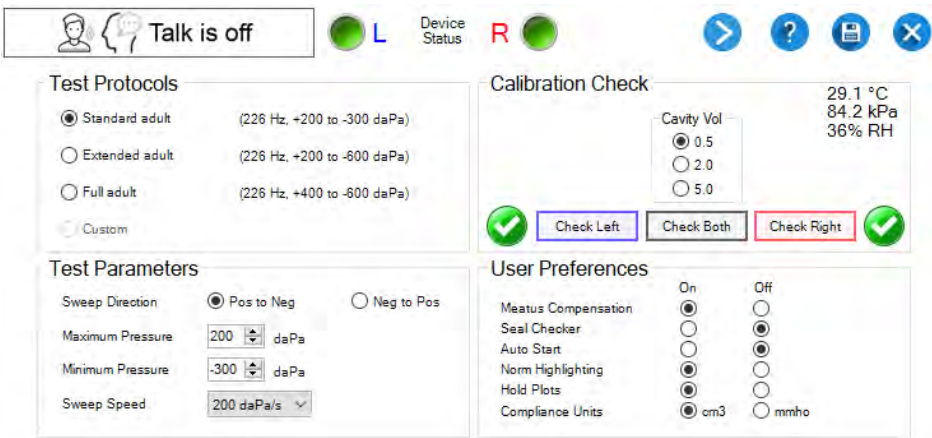 Talk is off
L
Device
Status
R
?
Test Protocols
Standard adult (226 Hz, +200 to -300 daPa)
Extended adult (226 Hz, +200 to -600 daPa)
Full adult (226 Hz, +400 to -600 daPa)
Custom
Calibration Check
29.1 °C
84.2 kPa
36% RH
Cavity Vol
0.5
2.0
5.0
Check Left Check Both Check Right
Test Parameters
Sweep Direction Pos to Neg Neg to Pos
Maximum Pressure 200 daPa
Minimum Pressure -300 daPa
Sweep Speed 200 daPa/s
User Preferences
On Off
Meatus Compensation
Seal Checker
Auto Start
Norm Highlighting
Hold Plots
Compliance Units cm3 mmho